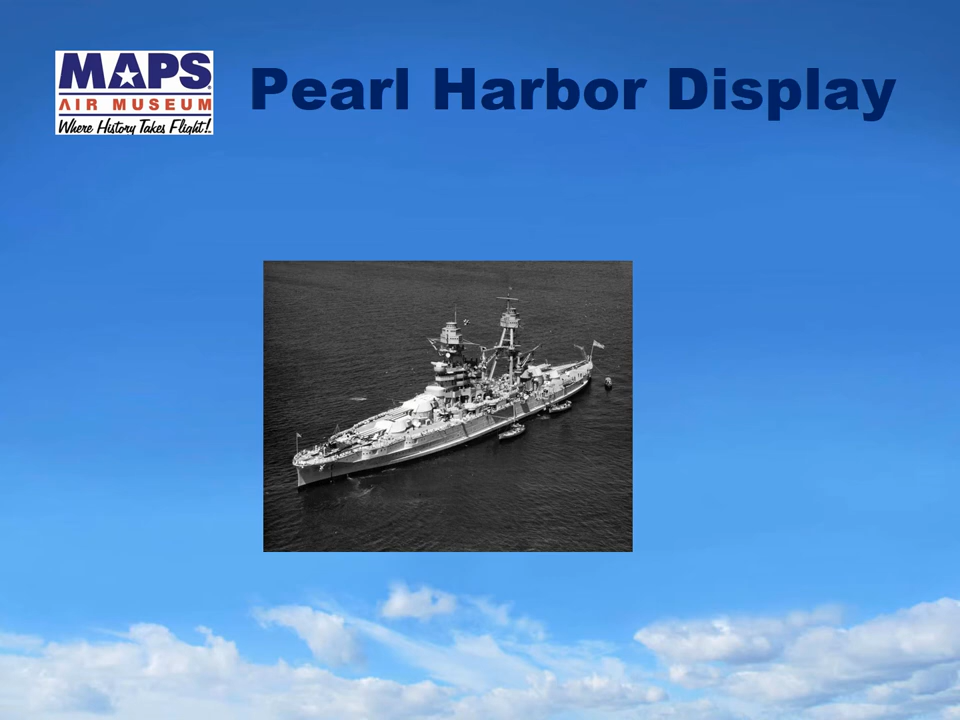 MAPS
AIR MUSEUM
Where History Takes Flight!
Pearl Harbor Display